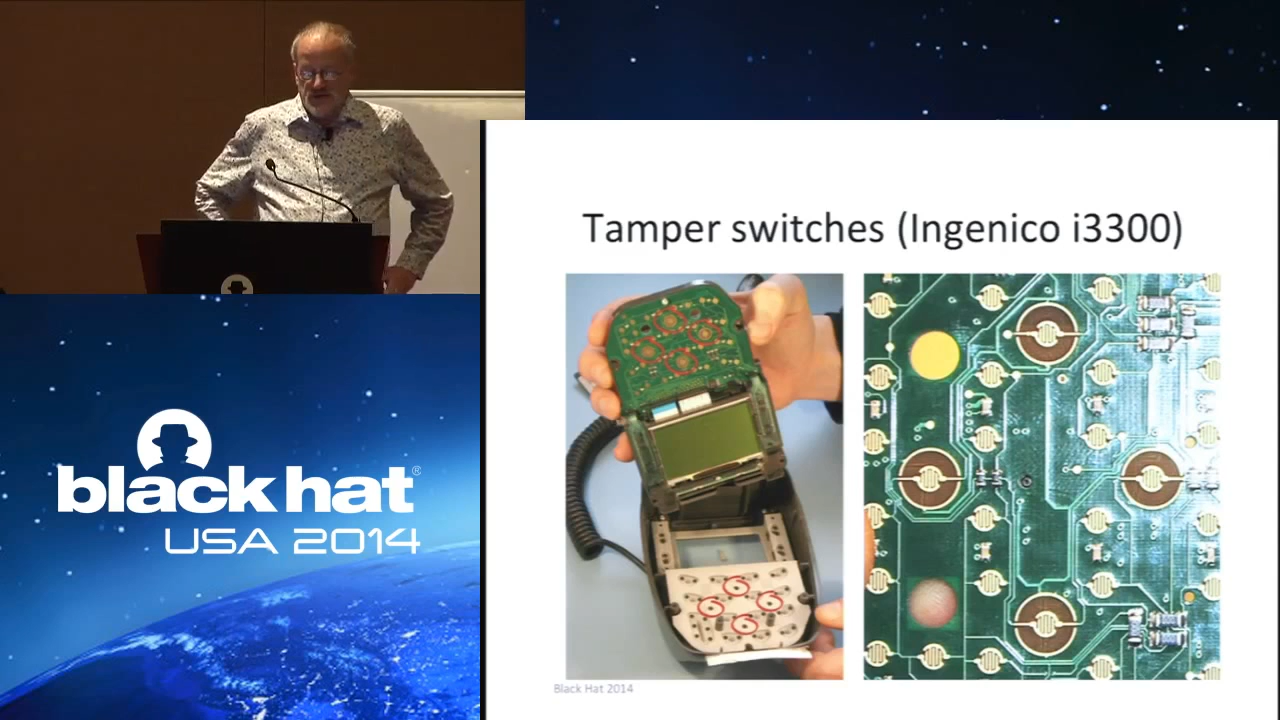 Tamper switches (Ingenico i3300)
Black Hat 2014
black hat®
USA 2014